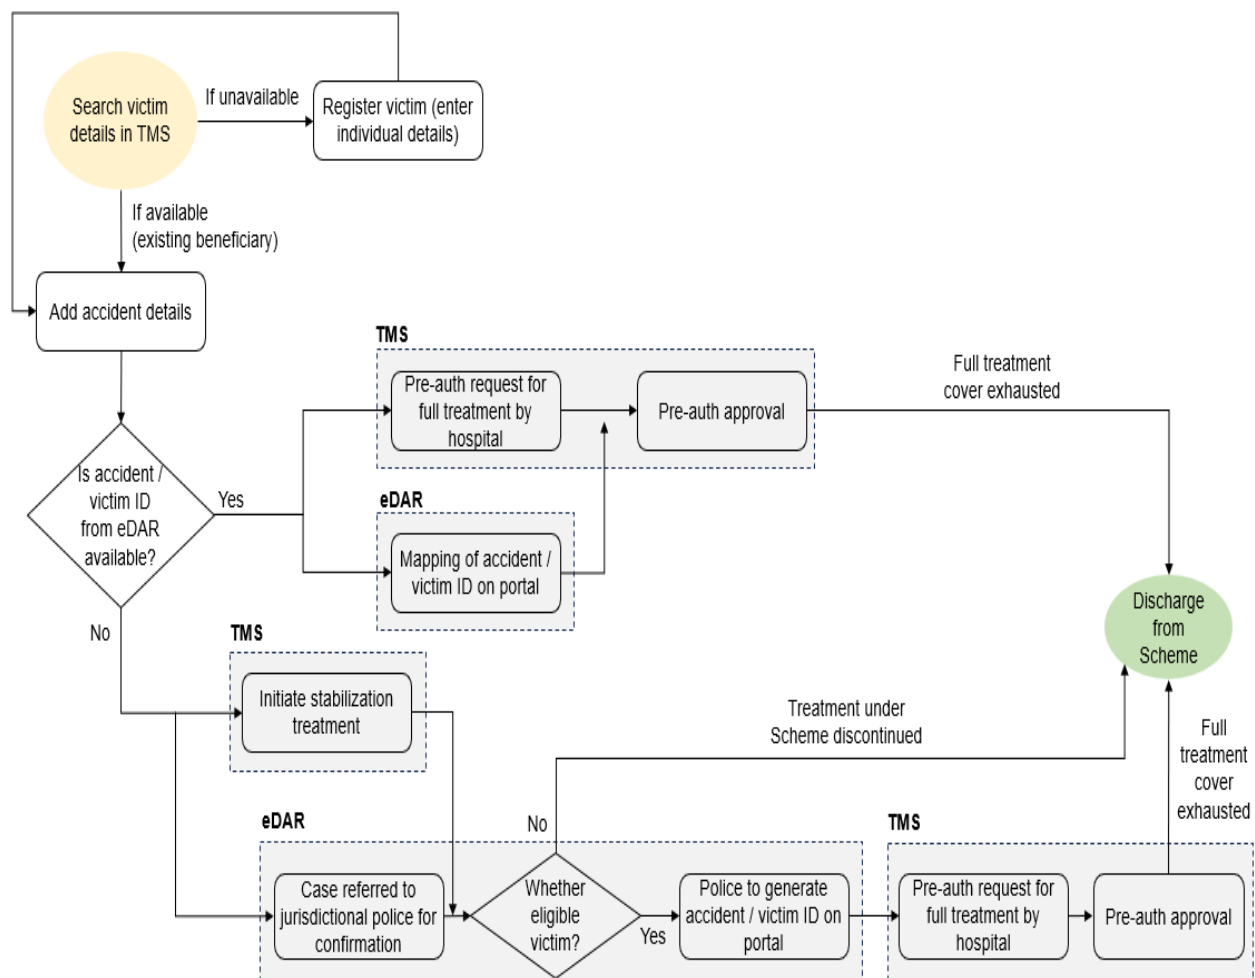 Search victim
details in TMS
If unavailable
Register victim (enter
individual details)
If available
(existing beneficiary)
Add accident details
TMS
Pre-auth request for
full treatment by
hospital
Pre-auth approval
Full treatment
cover exhausted
Is accident /
victim ID
from eDAR
available?
Yes
eDAR
Mapping of accident /
victim ID on portal
Discharge
from
Scheme
No
TMS
Initiate stabilization
treatment
Treatment under
Scheme discontinued
Full
treatment
cover
exhausted
eDAR
No
TMS
Case referred to
jurisdictional police for
confirmation
Whether
eligible
victim?
Yes
Police to generate
accident / victim ID on
portal
Pre-auth request for
full treatment by
hospital
Pre-auth approval